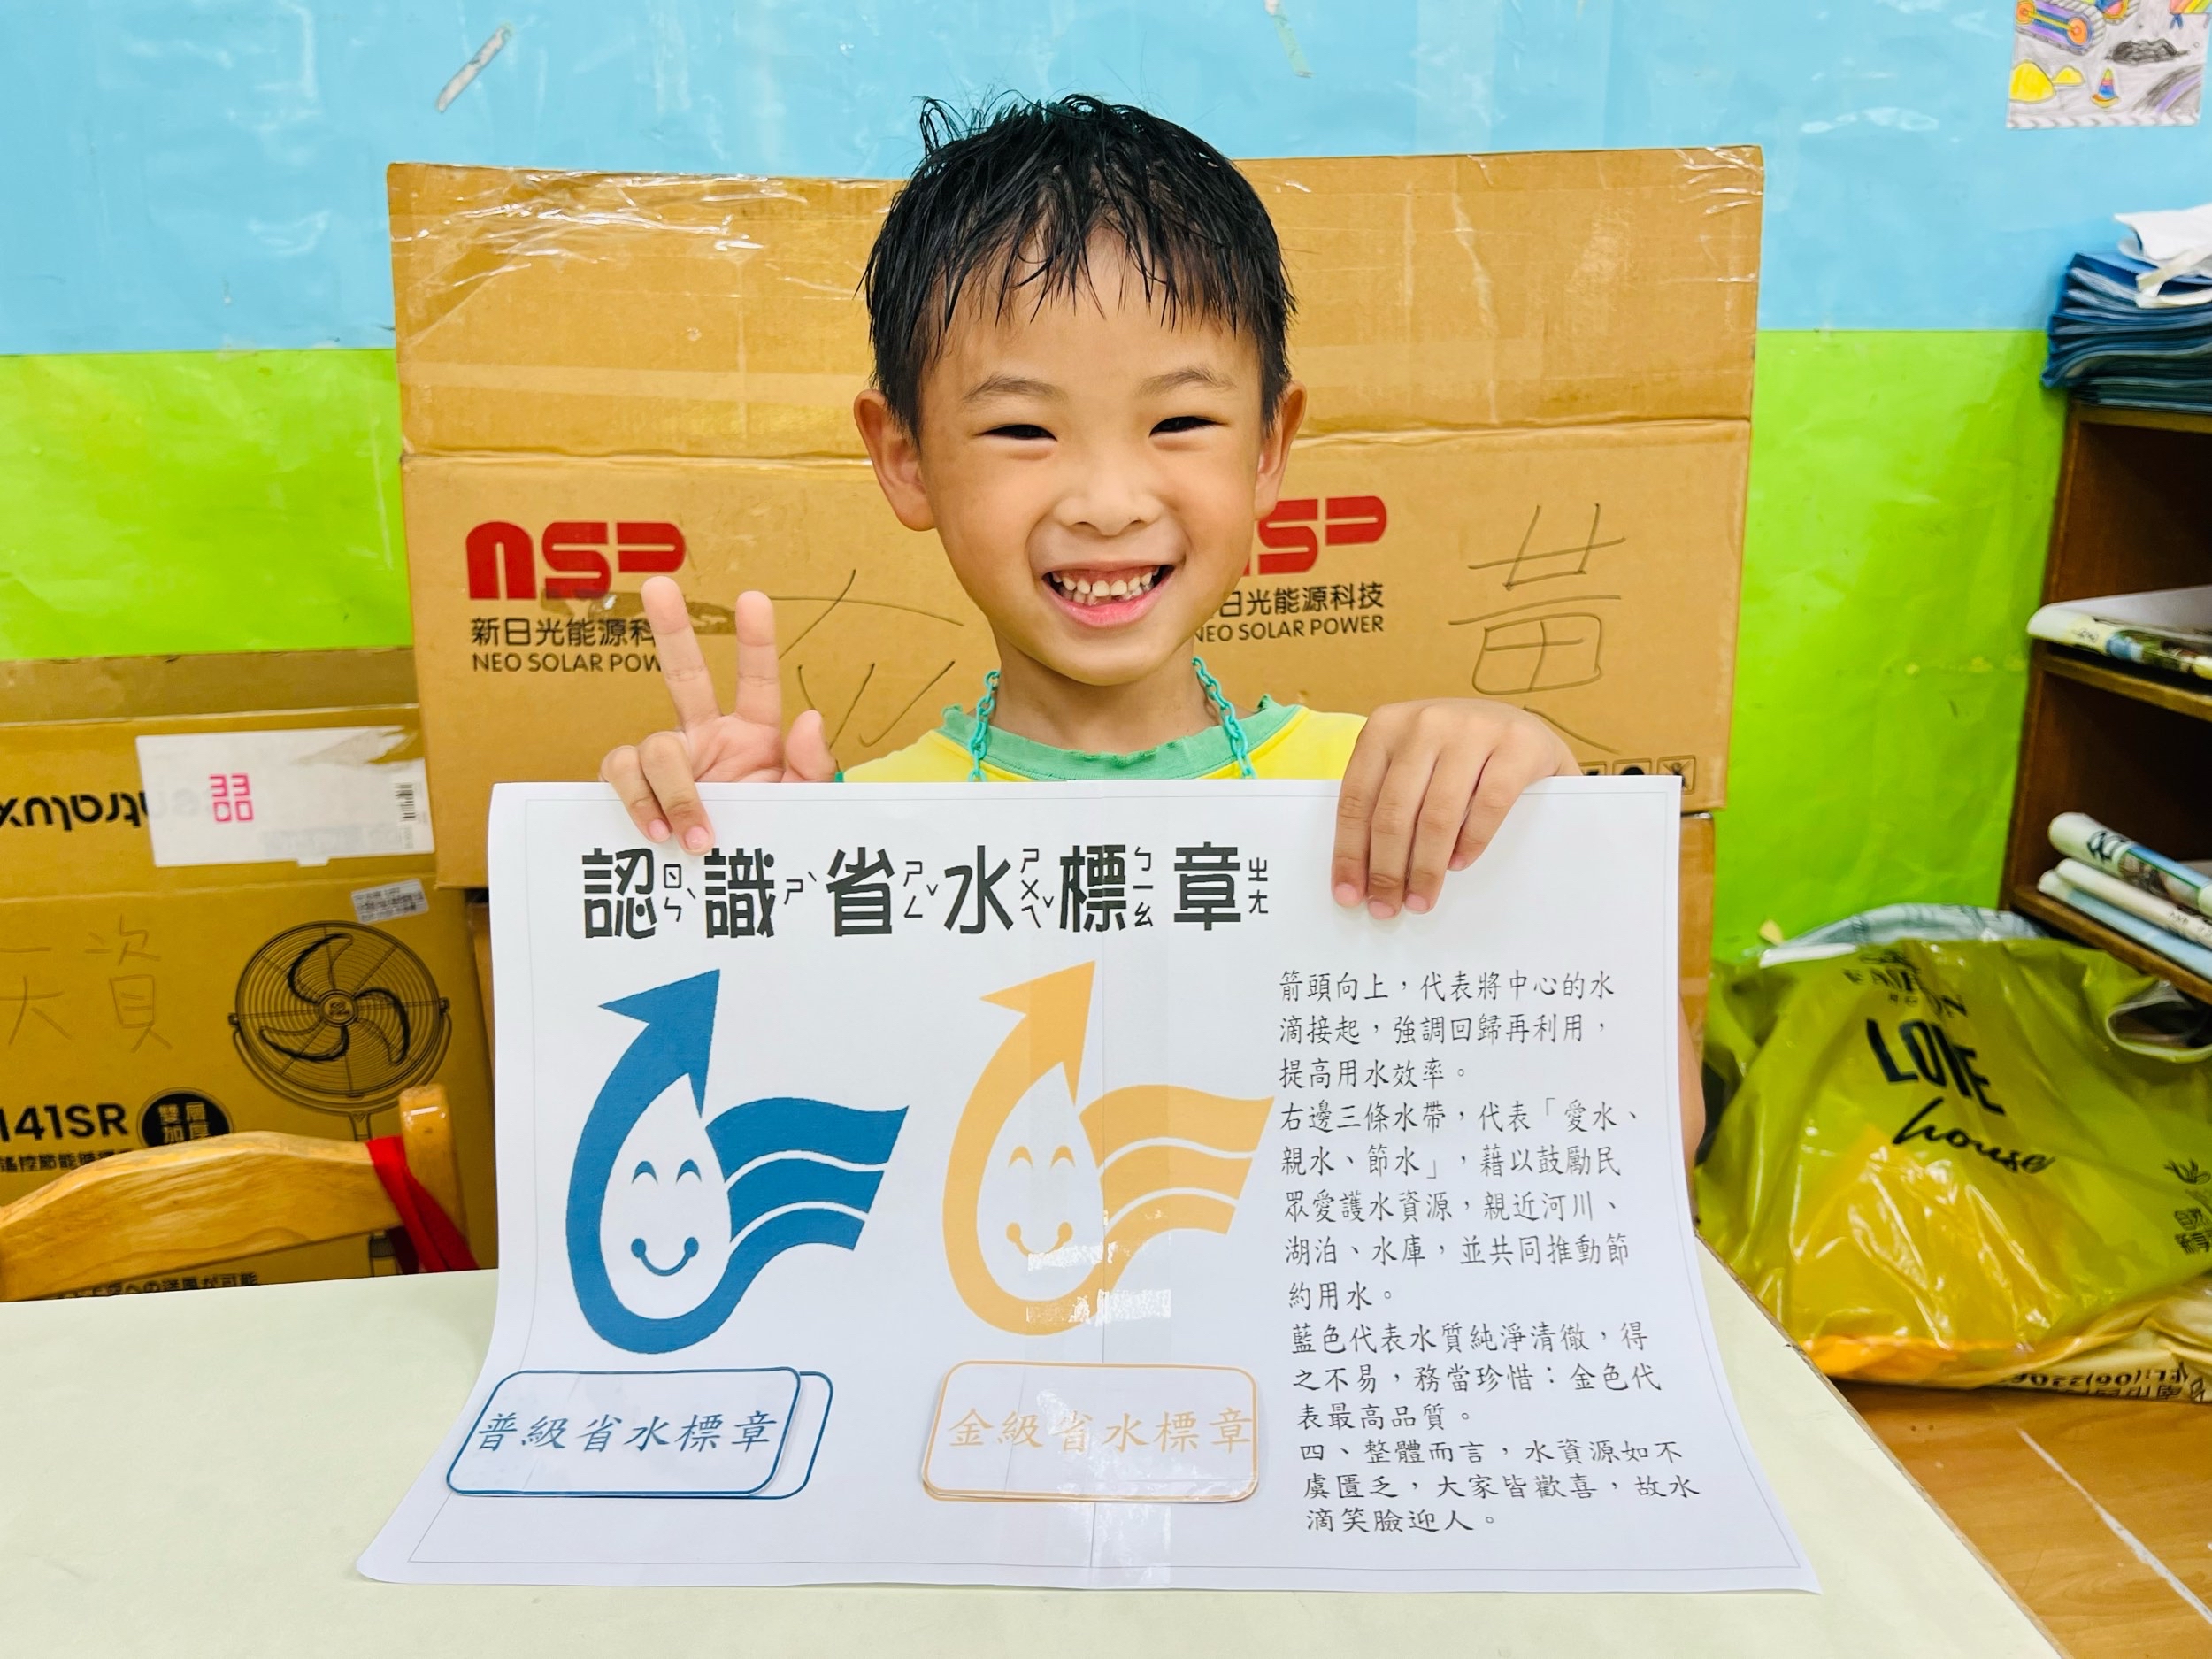 nSP
新日光能源科
NEO SOLAR POW
SP
日光能源科技
NEO SOLAR POWER
黃
資
141SR
雙層
加厚
認ㄖㄣˋ識ㄕˋ省ㄕㄥˇ水ㄕㄨㄟˇ標ㄅㄧㄠ章ㄓㄤ
箭頭向上，代表將中心的水
滴接起，強調回歸再利用，
提高用水效率。
右邊三條水帶，代表「愛水、
親水、節水」，藉以鼓勵民
眾愛護水資源，親近河川、
湖泊、水庫，並共同推動節
約用水。
藍色代表水質純淨清徹，得
之不易，務當珍惜：金色代
表最高品質。
四、整體而言，水資源如不
虞匱乏，大家皆歡喜，故水
滴笑臉迎人。
普級省水標章
金級省水標章
LOVE
house